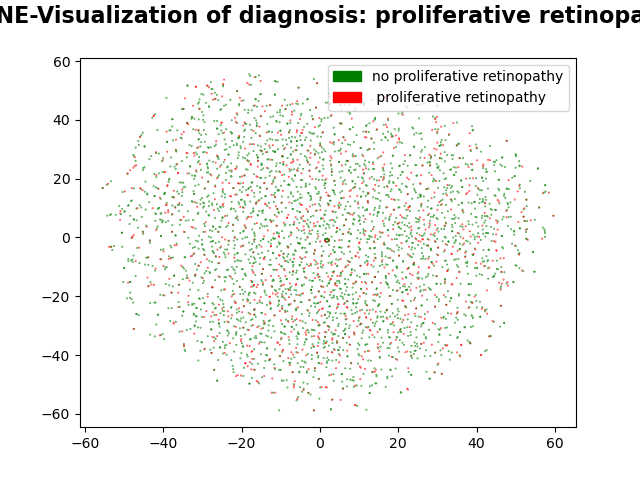 NE-Visualization of diagnosis: proliferative retinopa
60
40
20
0
−20
−40
−60
no proliferative retinopathy
proliferative retinopathy
−60 −40 −20 0 20 40 60